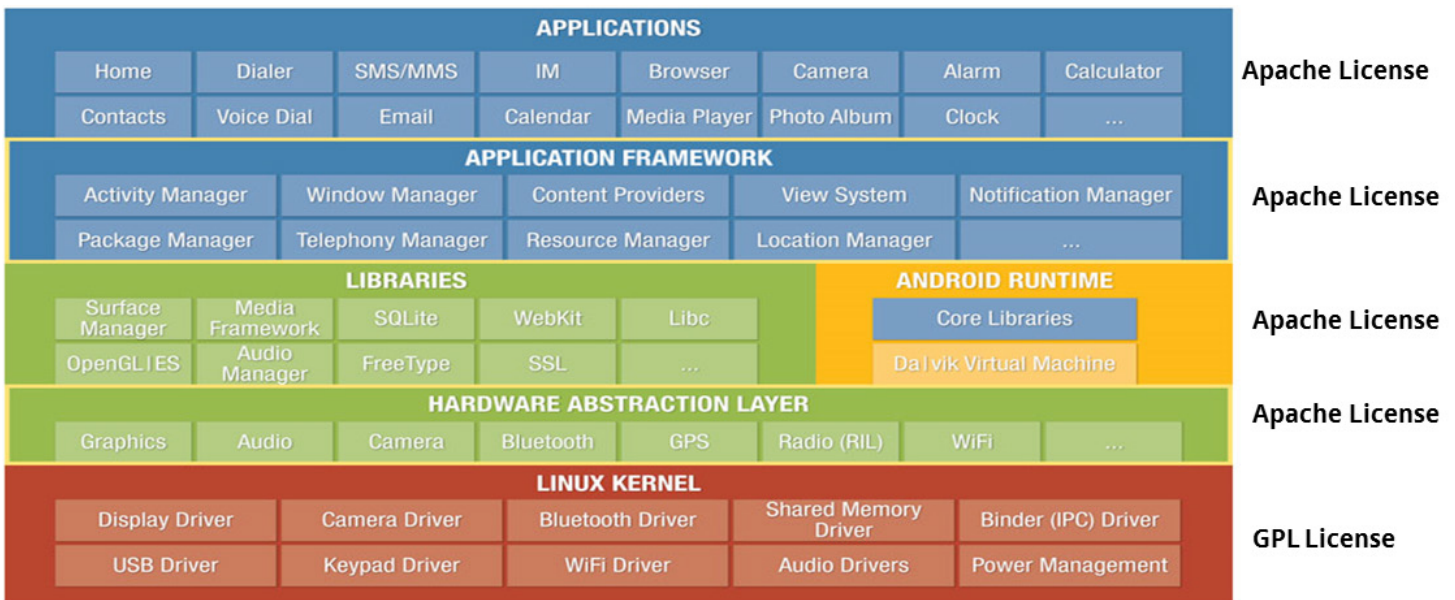 APPLICATIONS
Home Dialer SMS/MMS IM Browser Camera Alarm Calculator
Apache License
Contacts Voice Dial Email Calendar Media Player Photo Album Clock ...
APPLICATION FRAMEWORK
Activity Manager Window Manager Content Providers View System Notification Manager
Apache License
Package Manager Telephony Manager Resource Manager Location Manager ...
LIBRARIES
Surface
Manager
Media
Framework
SQLite WebKit Libc
OpenGL|ES
Audio
Manager
FreeType SSL ...
ANDROID RUNTIME
Core Libraries
Dalvik Virtual Machine
Apache License
HARDWARE ABSTRACTION LAYER
Graphics Audio Camera Bluetooth GPS Radio (RIL) WiFi ...
Apache License
LINUX KERNEL
Display Driver Camera Driver Bluetooth Driver
Shared Memory
Driver
Binder (IPC) Driver
USB Driver Keypad Driver WiFi Driver Audio Drivers Power Management
GPL License